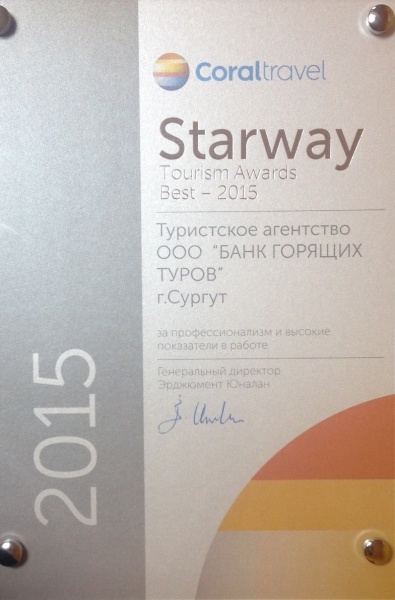 Coraltravel
Starway
Tourism Awards
Best – 2015
Туристское агентство
ООО "БАНК ГОРЯЩИХ
ТУРОВ"
г.Сургут
за профессионализм и высокие
показатели в работе
Генеральный директор
Эрджюмент Юналан
2015